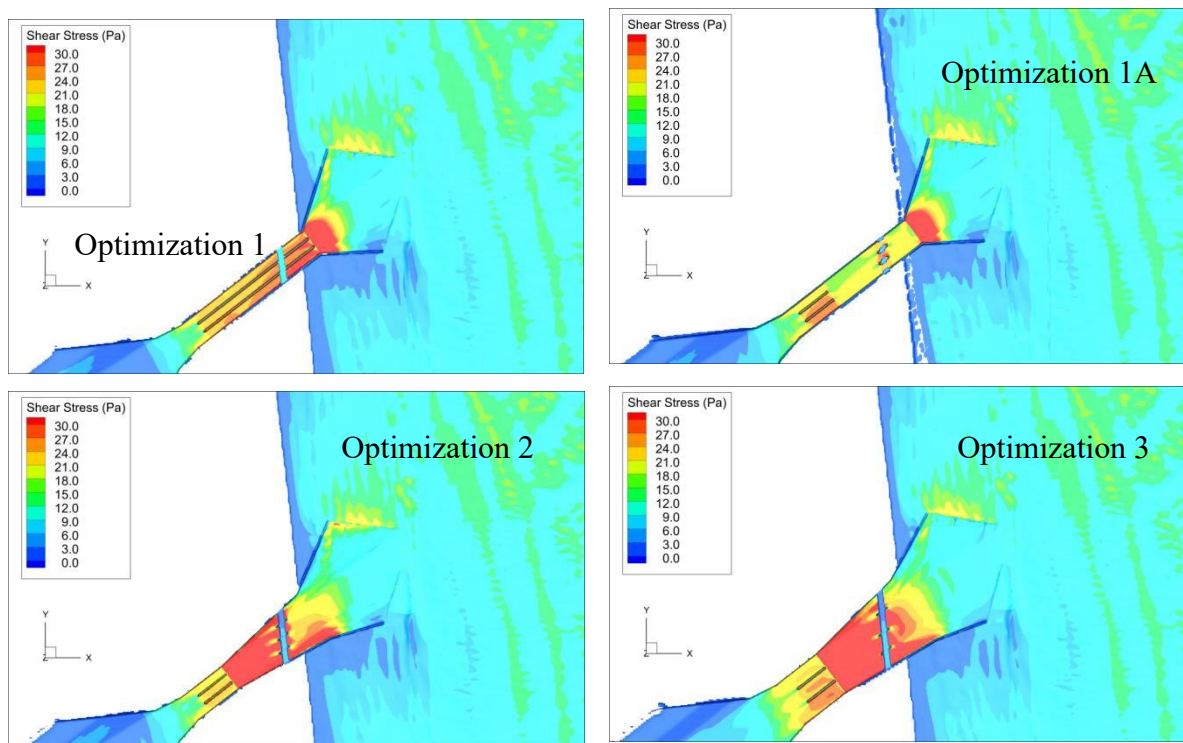 Shear Stress (Pa)
30.0
27.0
24.0
21.0
18.0
15.0
12.0
9.0
6.0
3.0
0.0
Optimization 1
Y
Z
X
Shear Stress (Pa)
30.0
27.0
24.0
21.0
18.0
15.0
12.0
9.0
6.0
3.0
0.0
Optimization 1A
Y
Z
X
Shear Stress (Pa)
30.0
27.0
24.0
21.0
18.0
15.0
12.0
9.0
6.0
3.0
0.0
Optimization 2
Y
Z
X
Shear Stress (Pa)
30.0
27.0
24.0
21.0
18.0
15.0
12.0
9.0
6.0
3.0
0.0
Optimization 3
Y
Z
X